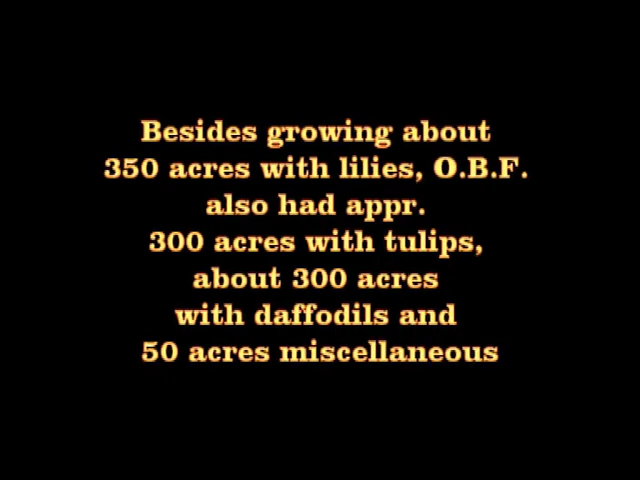 Besides growing about
350 acres with lilies, O.B.F.
also had appr.
300 acres with tulips,
about 300 acres
with daffodils and
50 acres miscellaneous